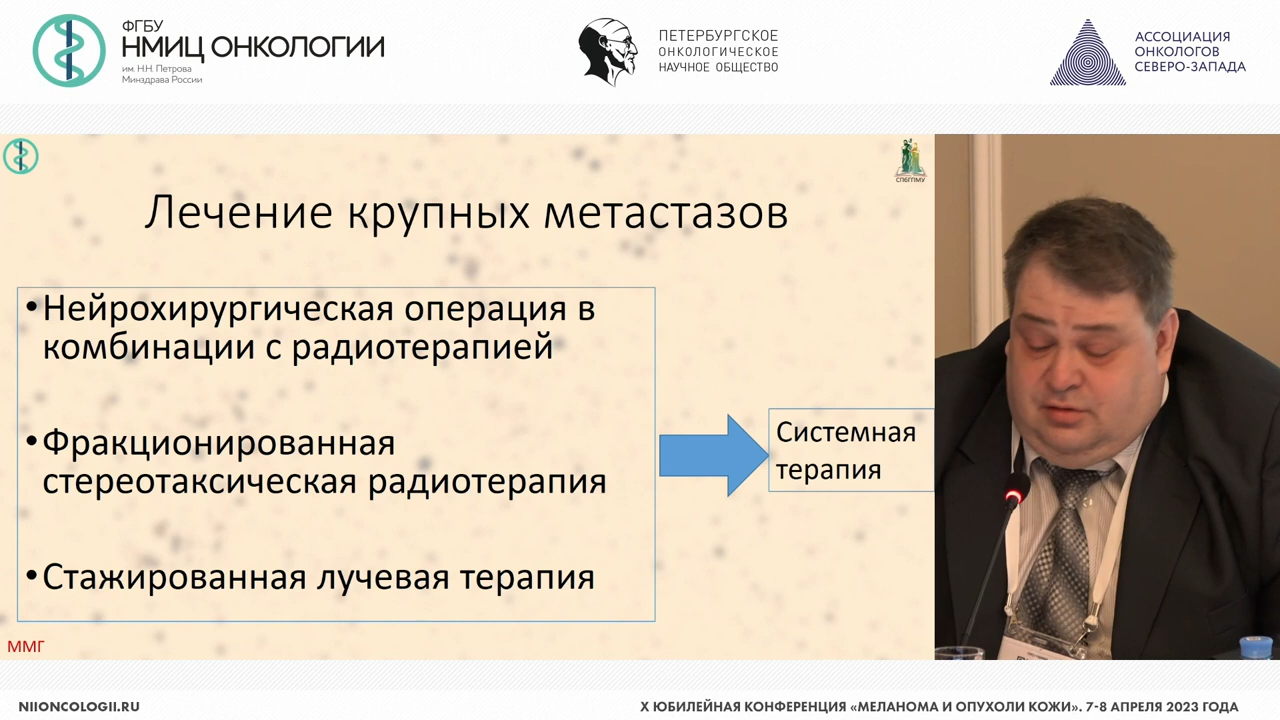 ФГБУ
НМИЦ ОНКОЛОГИИ
им. Н.Н. Петрова
Минздрава России
ПЕТЕРБУРГСКОЕ
ОНКОЛОГИЧЕСКОЕ
НАУЧНОЕ ОБЩЕСТВО
АССОЦИАЦИЯ
ОНКОЛОГОВ
СЕВЕРО-ЗАПАДА
СПбГПМУ
Лечение крупных метастазов
•Нейрохирургическая операция в
комбинации с радиотерапией
•Фракционированная
стереотаксическая радиотерапия
•Стажированная лучевая терапия
Системная
терапия
ММГ
NIIONCOLOGII.RU
X ЮБИЛЕЙНАЯ КОНФЕРЕНЦИЯ «МЕЛАНОМА И ОПУХОЛИ КОЖИ». 7-8 АПРЕЛЯ 2023 ГОДА